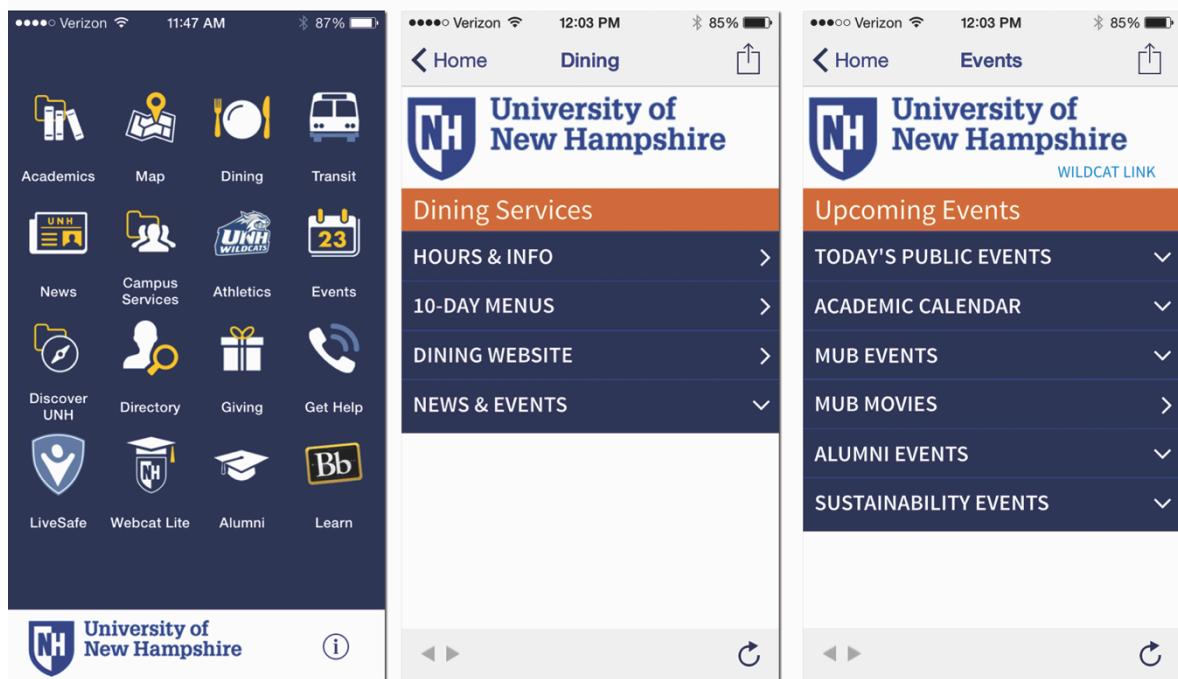 Verizon 11:47 AM 87%
Academics Map Dining Transit
UNH
UNH
WILDCATS
23
News Campus Services Athletics Events
Discover UNH Directory Giving Get Help
NH
Bb
LiveSafe Webcat Lite Alumni Learn
NH University of
New Hampshire
i
Verizon 12:03 PM 85%
Home Dining
NH University of
New Hampshire
Dining Services
HOURS & INFO
10-DAY MENUS
DINING WEBSITE
NEWS & EVENTS
Verizon 12:03 PM 85%
Home Events
NH University of
New Hampshire
WILDCAT LINK
Upcoming Events
TODAY'S PUBLIC EVENTS
ACADEMIC CALENDAR
MUB EVENTS
MUB MOVIES
ALUMNI EVENTS
SUSTAINABILITY EVENTS